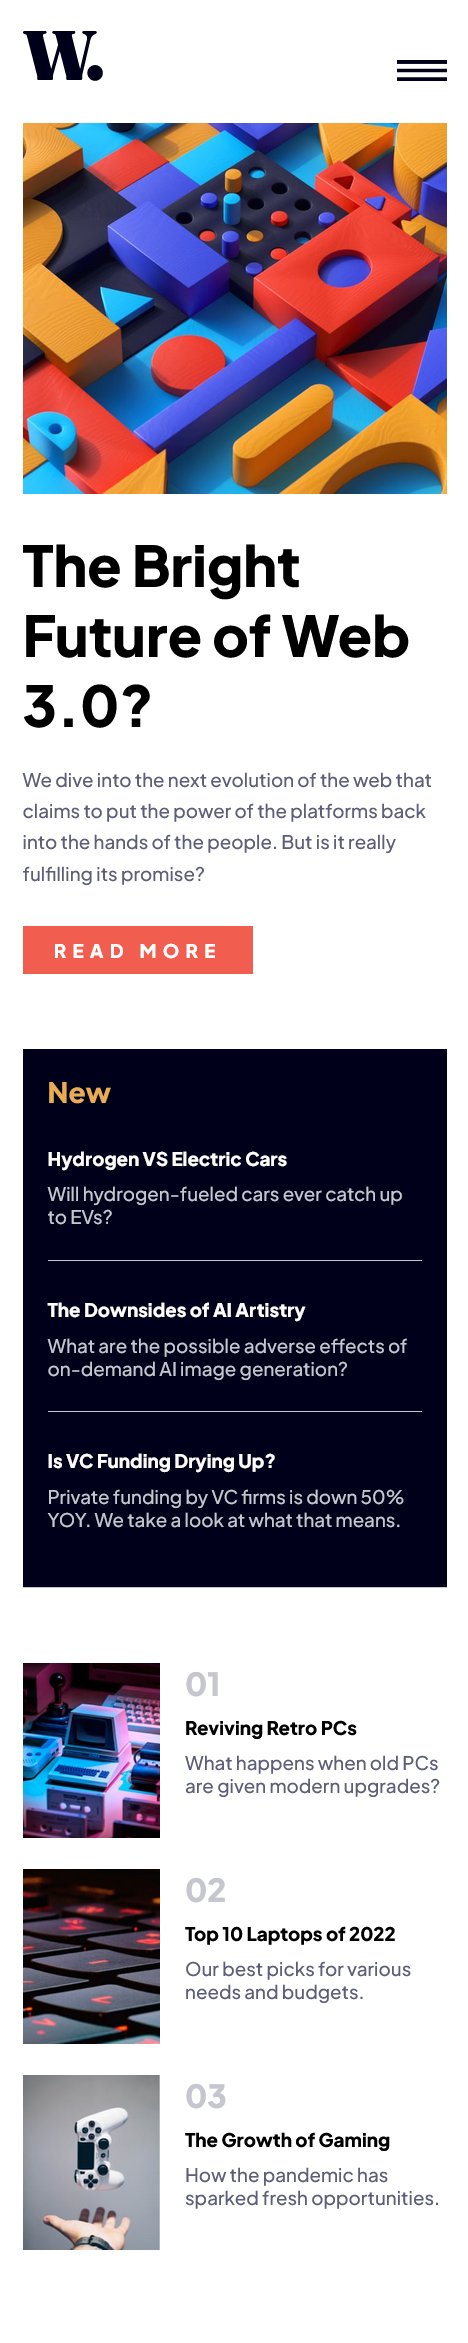 W.
The Bright
Future of Web
3.0?
We dive into the next evolution of the web that
claims to put the power of the platforms back
into the hands of the people. But is it really
fulfilling its promise?
READ MORE
New
Hydrogen VS Electric Cars
Will hydrogen-fueled cars ever catch up
to EVs?
The Downsides of AI Artistry
What are the possible adverse effects of
on-demand AI image generation?
Is VC Funding Drying Up?
Private funding by VC firms is down 50%
YOY. We take a look at what that means.
01
Reviving Retro PCs
What happens when old PCs
are given modern upgrades?
02
Top 10 Laptops of 2022
Our best picks for various
needs and budgets.
03
The Growth of Gaming
How the pandemic has
sparked fresh opportunities.